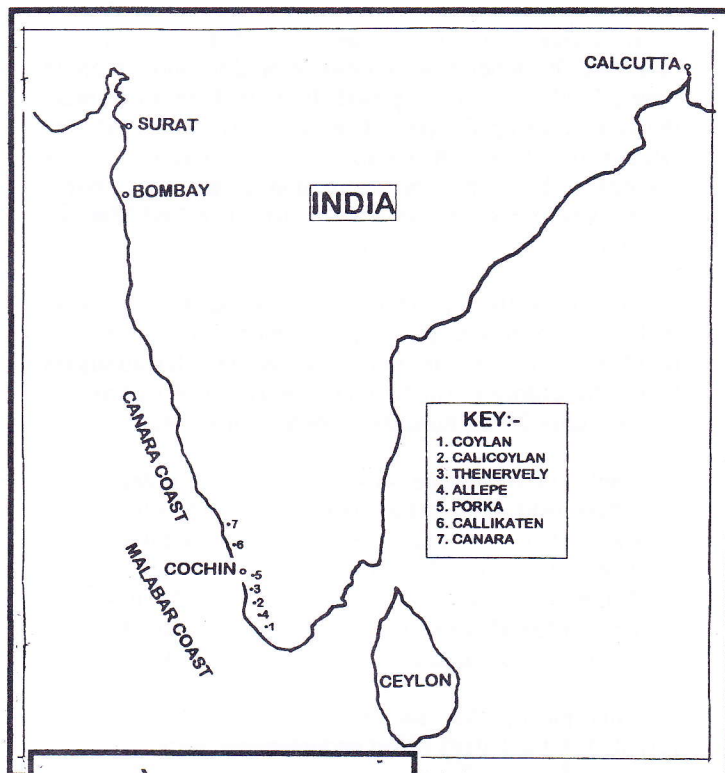 CALCUTTA
SURAT
BOMBAY
INDIA
CANARA COAST
KEY:-
1. COYLAN
2. CALICOYLAN
3. THENERVELY
4. ALLEPE
5. PORKA
6. CALLIKATEN
7. CANARA
7
6
COCHIN
5
3
2
4
1
MALABAR COAST
CEYLON